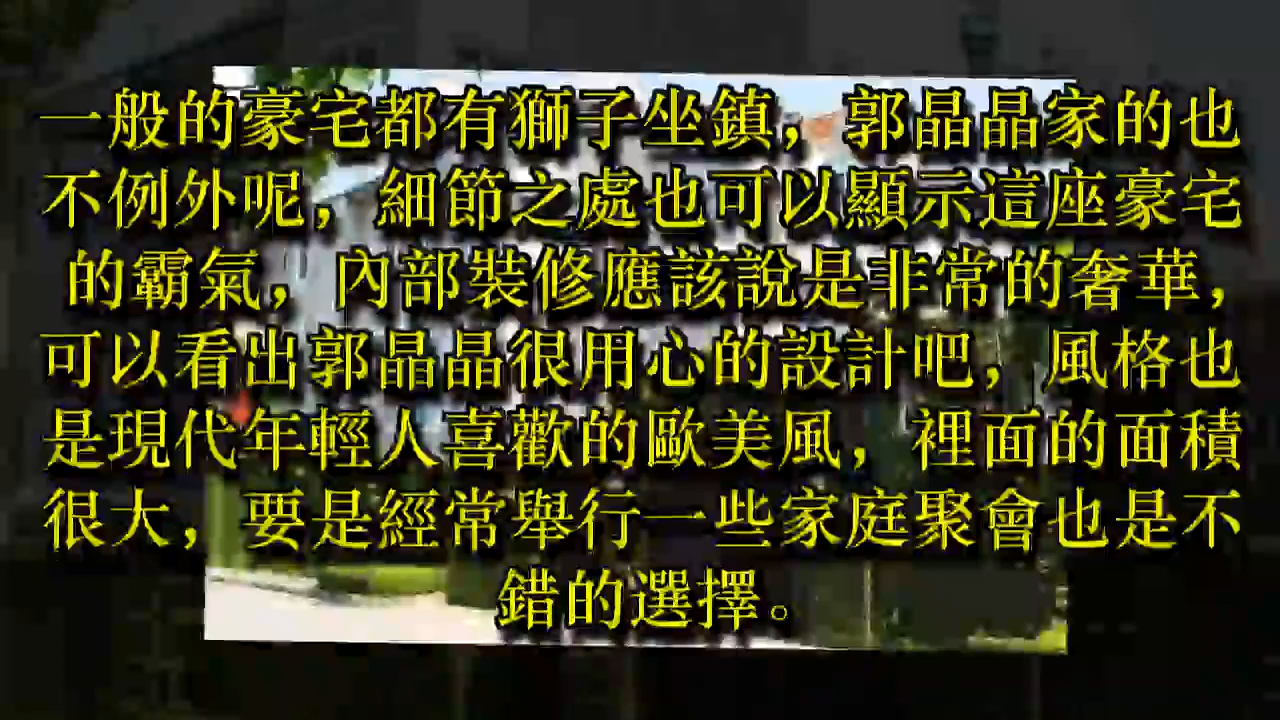 一般的豪宅都有獅子坐鎮，郭晶晶家的也
不例外呢，細節之處也可以顯示這座豪宅
的霸氣，內部裝修應該說是非常的奢華，
可以看出郭晶晶很用心的設計吧，風格也
是現代年輕人喜歡的歐美風，裡面的面積
很大，要是經常舉行一些家庭聚會也是不
錯的選擇。